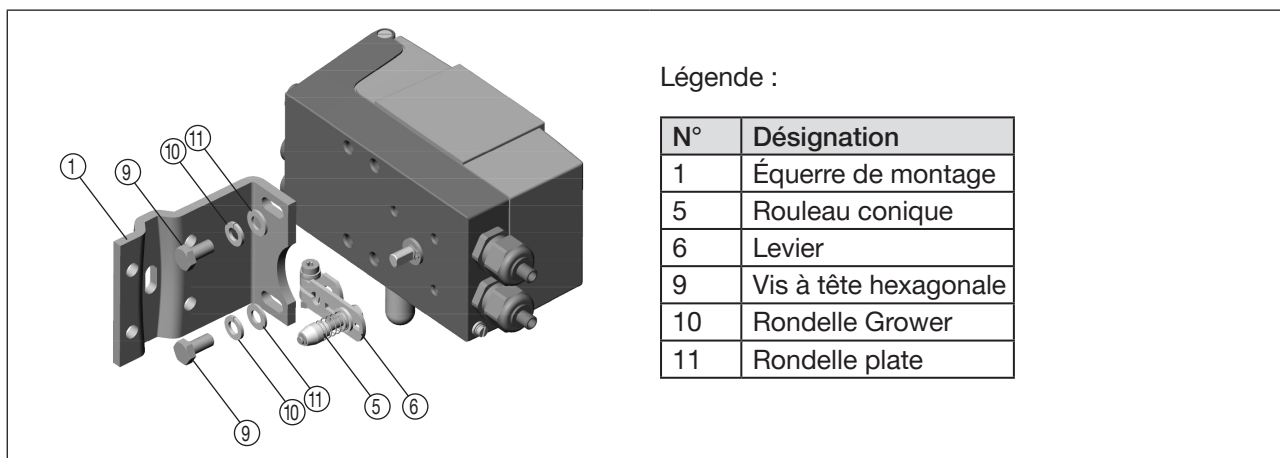 Légende :
N° Désignation
1 Équerre de montage
5 Rouleau conique
6 Levier
9 Vis à tête hexagonale
10 Rondelle Grower
11 Rondelle plate
11
10
9
1
11
10
5
6
9